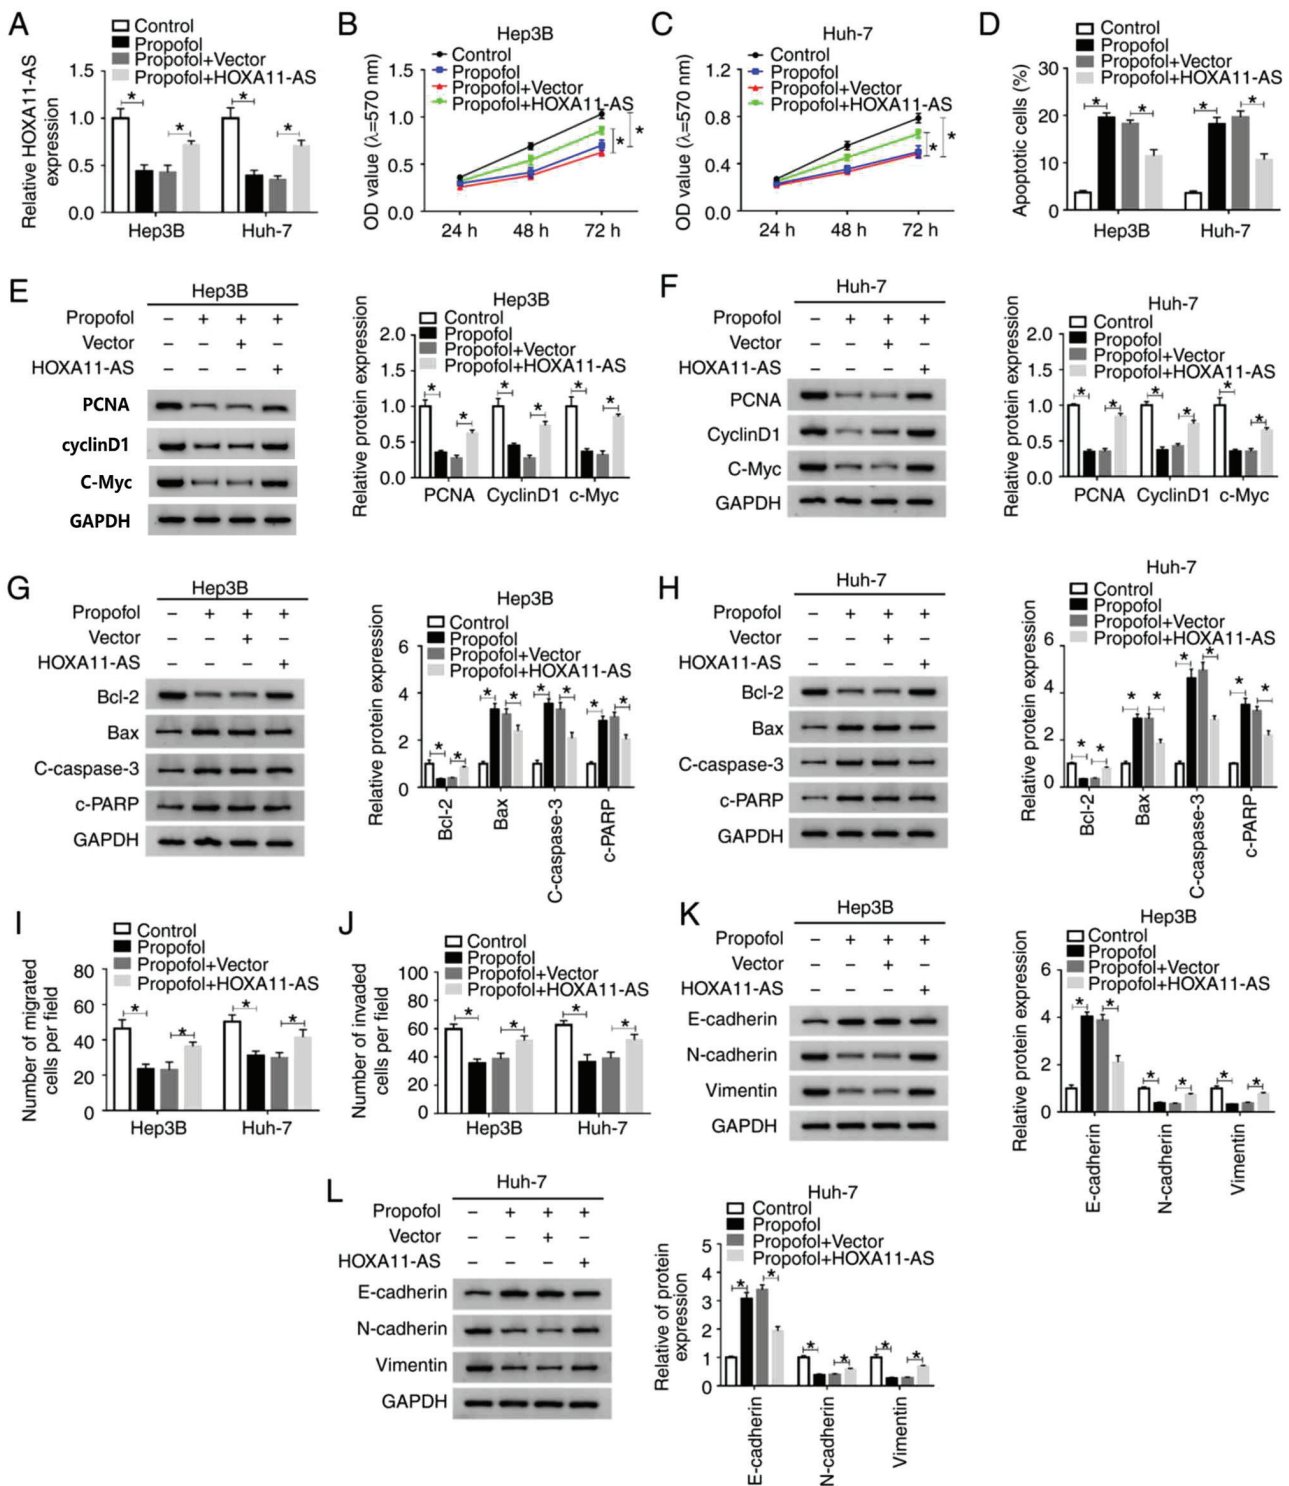 A
Control
Propofol
Propofol+Vector
Propofol+HOXA11-AS
Relative HOXA11-AS
expression
1.5
1.0
0.5
0.0
* * * *
Hep3B Huh-7
B
Hep3B
Control
Propofol
Propofol+Vector
Propofol+HOXA11-AS
OD value (λ=570 nm)
1.5
1.0
0.5
0.0
* *
24 h 48 h 72 h
C
Huh-7
Control
Propofol
Propofol+Vector
Propofol+HOXA11-AS
OD value (λ=570 nm)
1.2
0.8
0.4
0.0
* *
24 h 48 h 72 h
D
Control
Propofol
Propofol+Vector
Propofol+HOXA11-AS
Apoptotic cells (%)
30
20
10
0
* * * *
Hep3B Huh-7
E
Hep3B
Propofol − + + +
Vector − − + −
HOXA11-AS − − − +
PCNA
cyclinD1
C-Myc
GAPDH
Hep3B
Control
Propofol
Propofol+Vector
Propofol+HOXA11-AS
Relative protein expression
2.0
1.5
1.0
0.5
0.0
* * * * * *
PCNA CyclinD1 c-Myc
F
Huh-7
Propofol − + + +
Vector − − + −
HOXA11-AS − − − +
PCNA
CyclinD1
C-Myc
GAPDH
Huh-7
Control
Propofol
Propofol+Vector
Propofol+HOXA11-AS
Relative protein expression
2.0
1.5
1.0
0.5
0.0
* * * * * *
PCNA CyclinD1 c-Myc
G
Hep3B
Propofol − + + +
Vector − − + −
HOXA11-AS − − − +
Bcl-2
Bax
C-caspase-3
c-PARP
GAPDH
Hep3B
Control
Propofol
Propofol+Vector
Propofol+HOXA11-AS
Relative protein expression
6
4
2
0
* * * * * * * *
Bcl-2 Bax C-caspase-3 c-PARP
H
Huh-7
Propofol − + + +
Vector − − + −
HOXA11-AS − − − +
Bcl-2
Bax
C-caspase-3
c-PARP
GAPDH
Huh-7
Control
Propofol
Propofol+Vector
Propofol+HOXA11-AS
Relative protein expression
6
4
2
0
* * * * * * * *
Bcl-2 Bax C-caspase-3 c-PARP
I
Control
Propofol
Propofol+Vector
Propofol+HOXA11-AS
Number of migrated
cells per field
80
60
40
20
0
* * * *
Hep3B Huh-7
J
Control
Propofol
Propofol+Vector
Propofol+HOXA11-AS
Number of invaded
cells per field
100
80
60
40
20
0
* * * *
Hep3B Huh-7
K
Hep3B
Propofol − + + +
Vector − − + −
HOXA11-AS − − − +
E-cadherin
N-cadherin
Vimentin
GAPDH
Hep3B
Control
Propofol
Propofol+Vector
Propofol+HOXA11-AS
Relative protein expression
6
4
2
0
* * * * * *
E-cadherin N-cadherin Vimentin
L
Huh-7
Propofol − + + +
Vector − − + −
HOXA11-AS − − − +
E-cadherin
N-cadherin
Vimentin
GAPDH
Huh-7
Control
Propofol
Propofol+Vector
Propofol+HOXA11-AS
Relative of protein
expression
5
4
3
2
1
0
* * * * * *
E-cadherin N-cadherin Vimentin